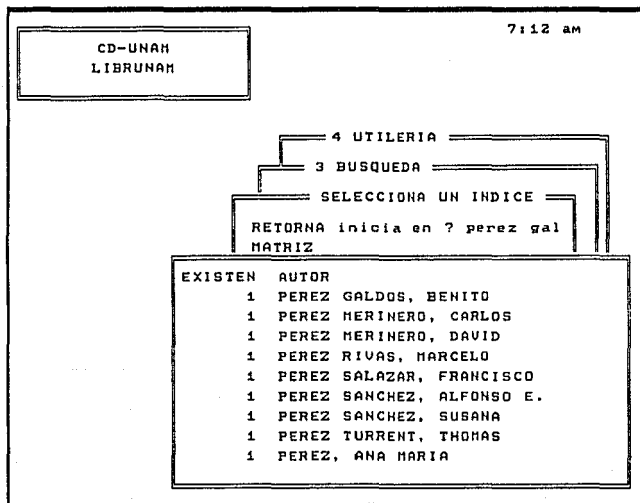 7:12 am
CD-UNAM
LIBRUNAM
4 UTILERIA
3 BUSQUEDA
SELECCIONA UN INDICE
RETORNA inicia en ? perez gal
MATRIZ
EXISTEN AUTOR
1 PEREZ GALDOS, BENITO
1 PEREZ MERINERO, CARLOS
1 PEREZ MERINERO, DAVID
1 PEREZ RIVAS, MARCELO
1 PEREZ SALAZAR, FRANCISCO
1 PEREZ SANCHEZ, ALFONSO E.
1 PEREZ SANCHEZ, SUSANA
1 PEREZ TURRENT, THOMAS
1 PEREZ, ANA MARIA